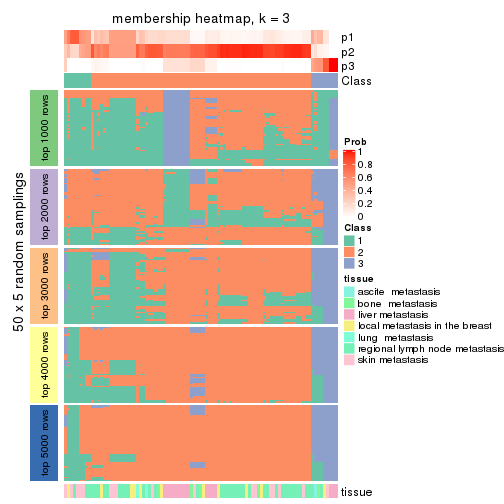 membership heatmap, k = 3
p1
p2
p3
Class
50 x 5 random samplings
top 1000 rows
top 2000 rows
top 3000 rows
top 4000 rows
top 5000 rows
tissue
Prob
1
0.8
0.6
0.4
0.2
0
Class
1
2
3
tissue
ascite metastasis
bone metastasis
liver metastasis
local metastasis in the breast
lung metastasis
regional lymph node metastasis
skin metastasis